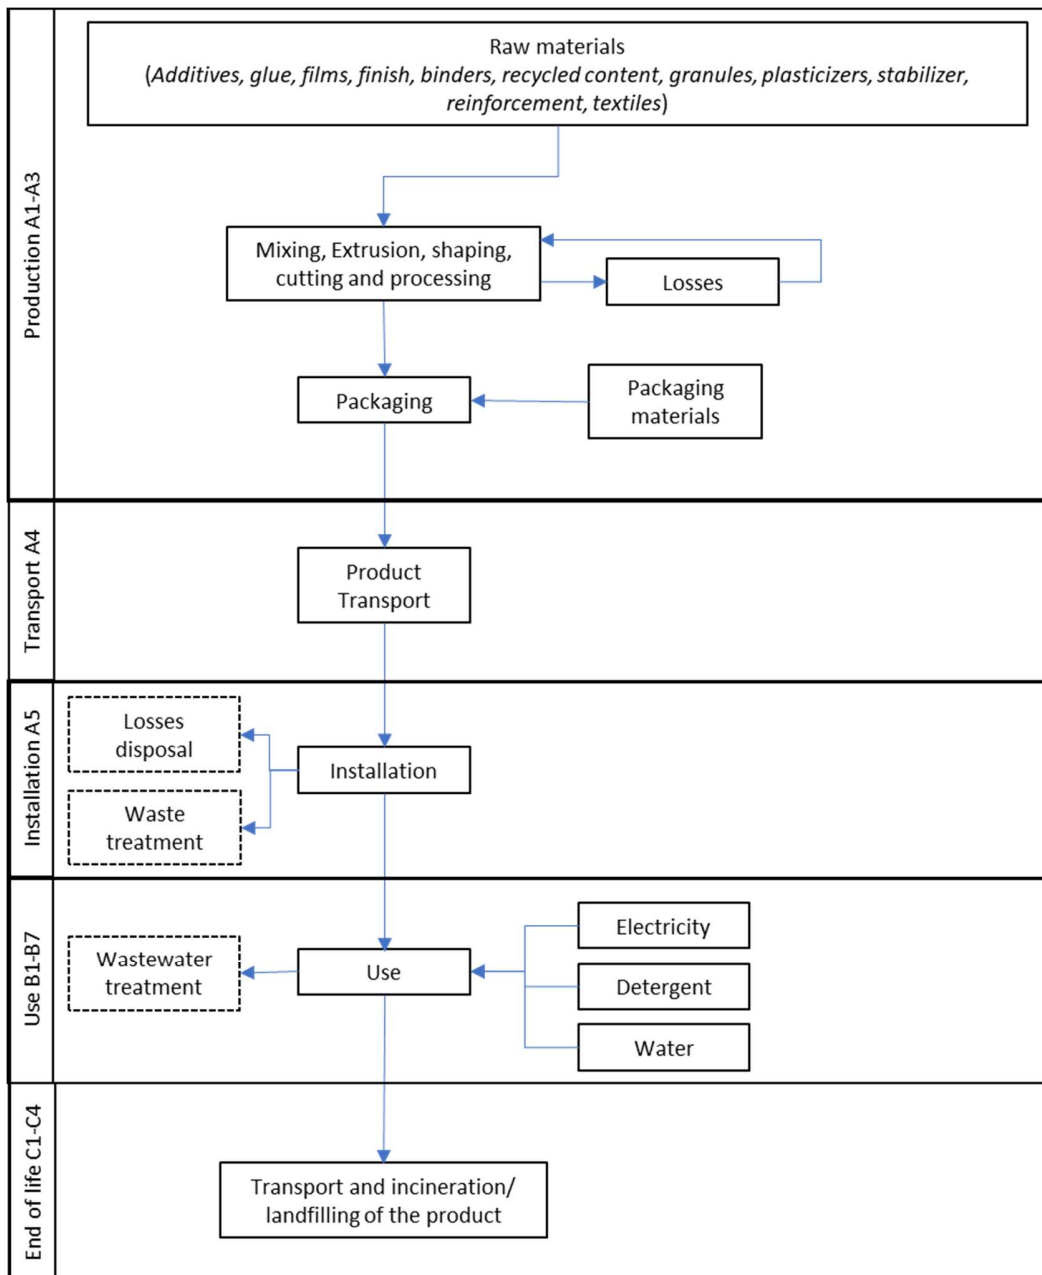 Production A1-A3
Raw materials
(Additives, glue, films, finish, binders, recycled content, granules, plasticizers, stabilizer,
reinforcement, textiles)
Mixing, Extrusion, shaping,
cutting and processing
Losses
Packaging
Packaging
materials
Transport A4
Product
Transport
Installation A5
Losses
disposal
Installation
Waste
treatment
Use B1-B7
Wastewater
treatment
Use
Electricity
Detergent
Water
End of life C1-C4
Transport and incineration/
landfilling of the product